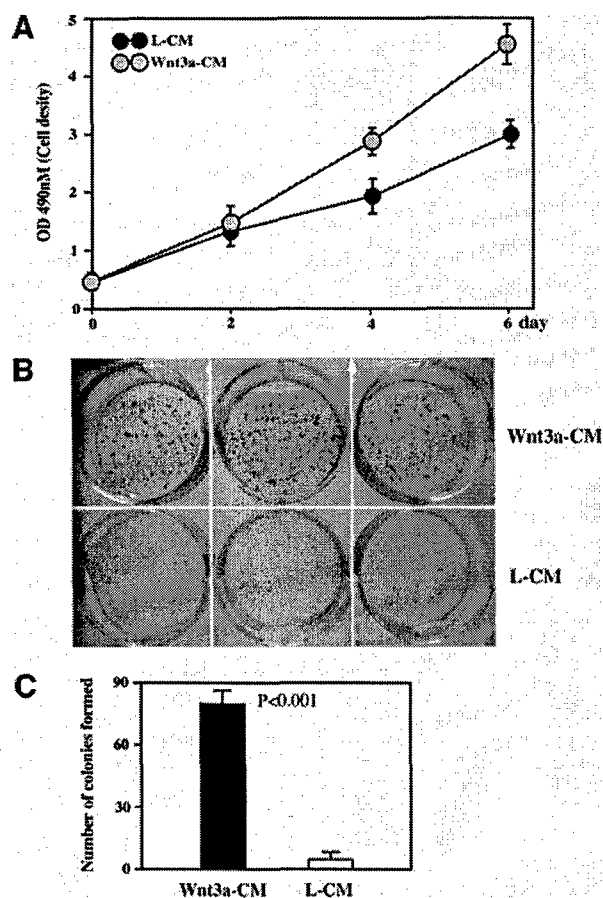 A
5
4
3
2
1
0
OD 490nM (Cell desity)
L-CM
Wnt3a-CM
0 2 4 6 day
B
Wnt3a-CM
L-CM
C
90
60
30
0
Number of colonies formed
P<0.001
Wnt3a-CM L-CM